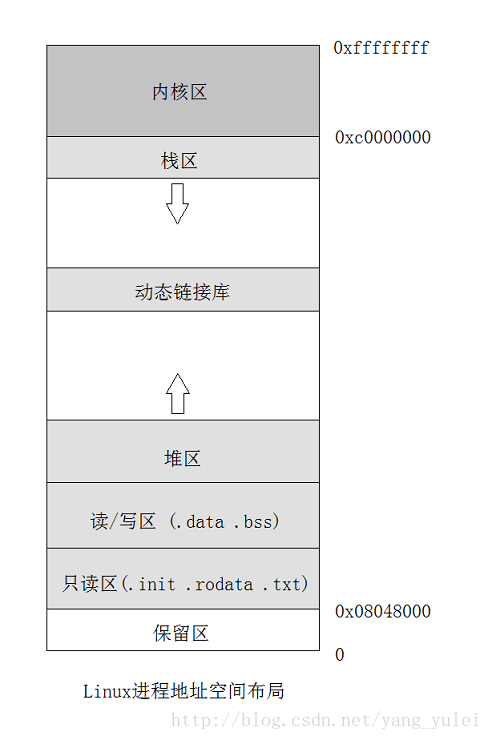 0xffffffff
内核区
0xc0000000
栈区
动态链接库
堆区
读/写区 (.data .bss)
只读区(.init .rodata .txt)
0x08048000
保留区
0
Linux进程地址空间布局
http://blog.csdn.net/yang_yulei